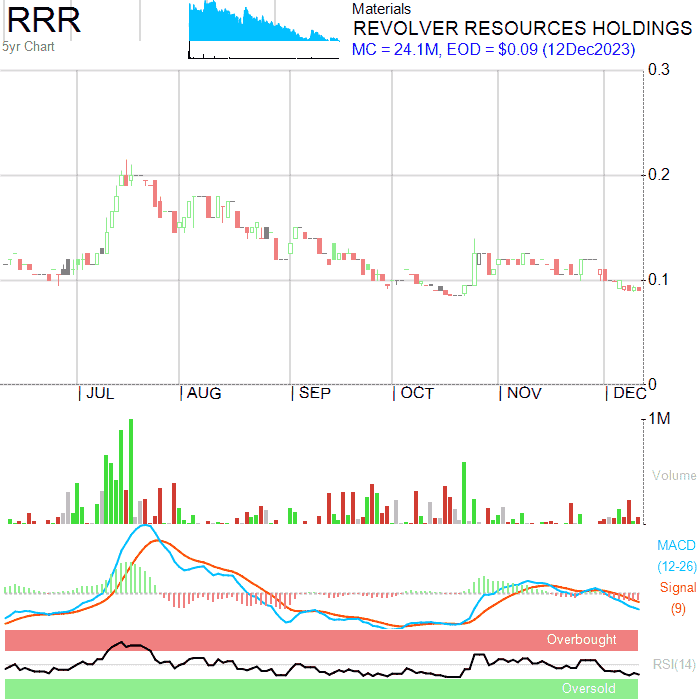 RRR
5yr Chart
Materials
REVOLVER RESOURCES HOLDINGS
MC = 24.1M, EOD = $0.09 (12Dec2023)
0.3
0.2
0.1
0
JUL AUG SEP OCT NOV DEC
1M
Volume
MACD
(12-26)
Signal
(9)
Overbought
RSI(14)
Oversold